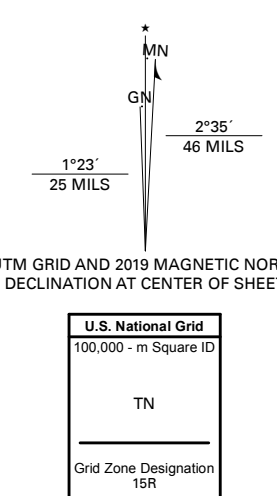 ★
MN
GN
2°35´
46 MILS
1°23´
25 MILS
UTM GRID AND 2019 MAGNETIC NOR
DECLINATION AT CENTER OF SHEET
U.S. National Grid
100,000 - m Square ID
TN
Grid Zone Designation
15R